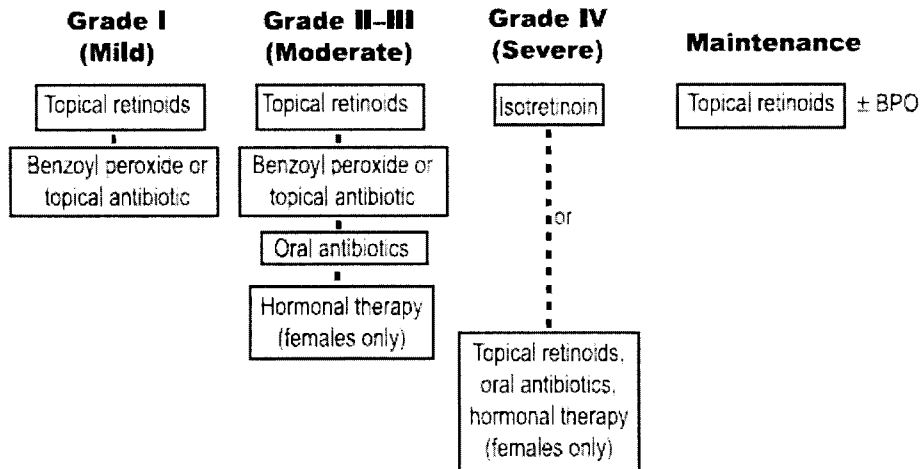 Grade I
(Mild)
Topical retinoids
Benzoyl peroxide or
topical antibiotic
Grade II–III
(Moderate)
Topical retinoids
Benzoyl peroxide or
topical antibiotic
Oral antibiotics
Hormonal therapy
(females only)
Grade IV
(Severe)
Isotretinoin
or
Topical retinoids,
oral antibiotics,
hormonal therapy
(females only)
Maintenance
Topical retinoids ± BPO